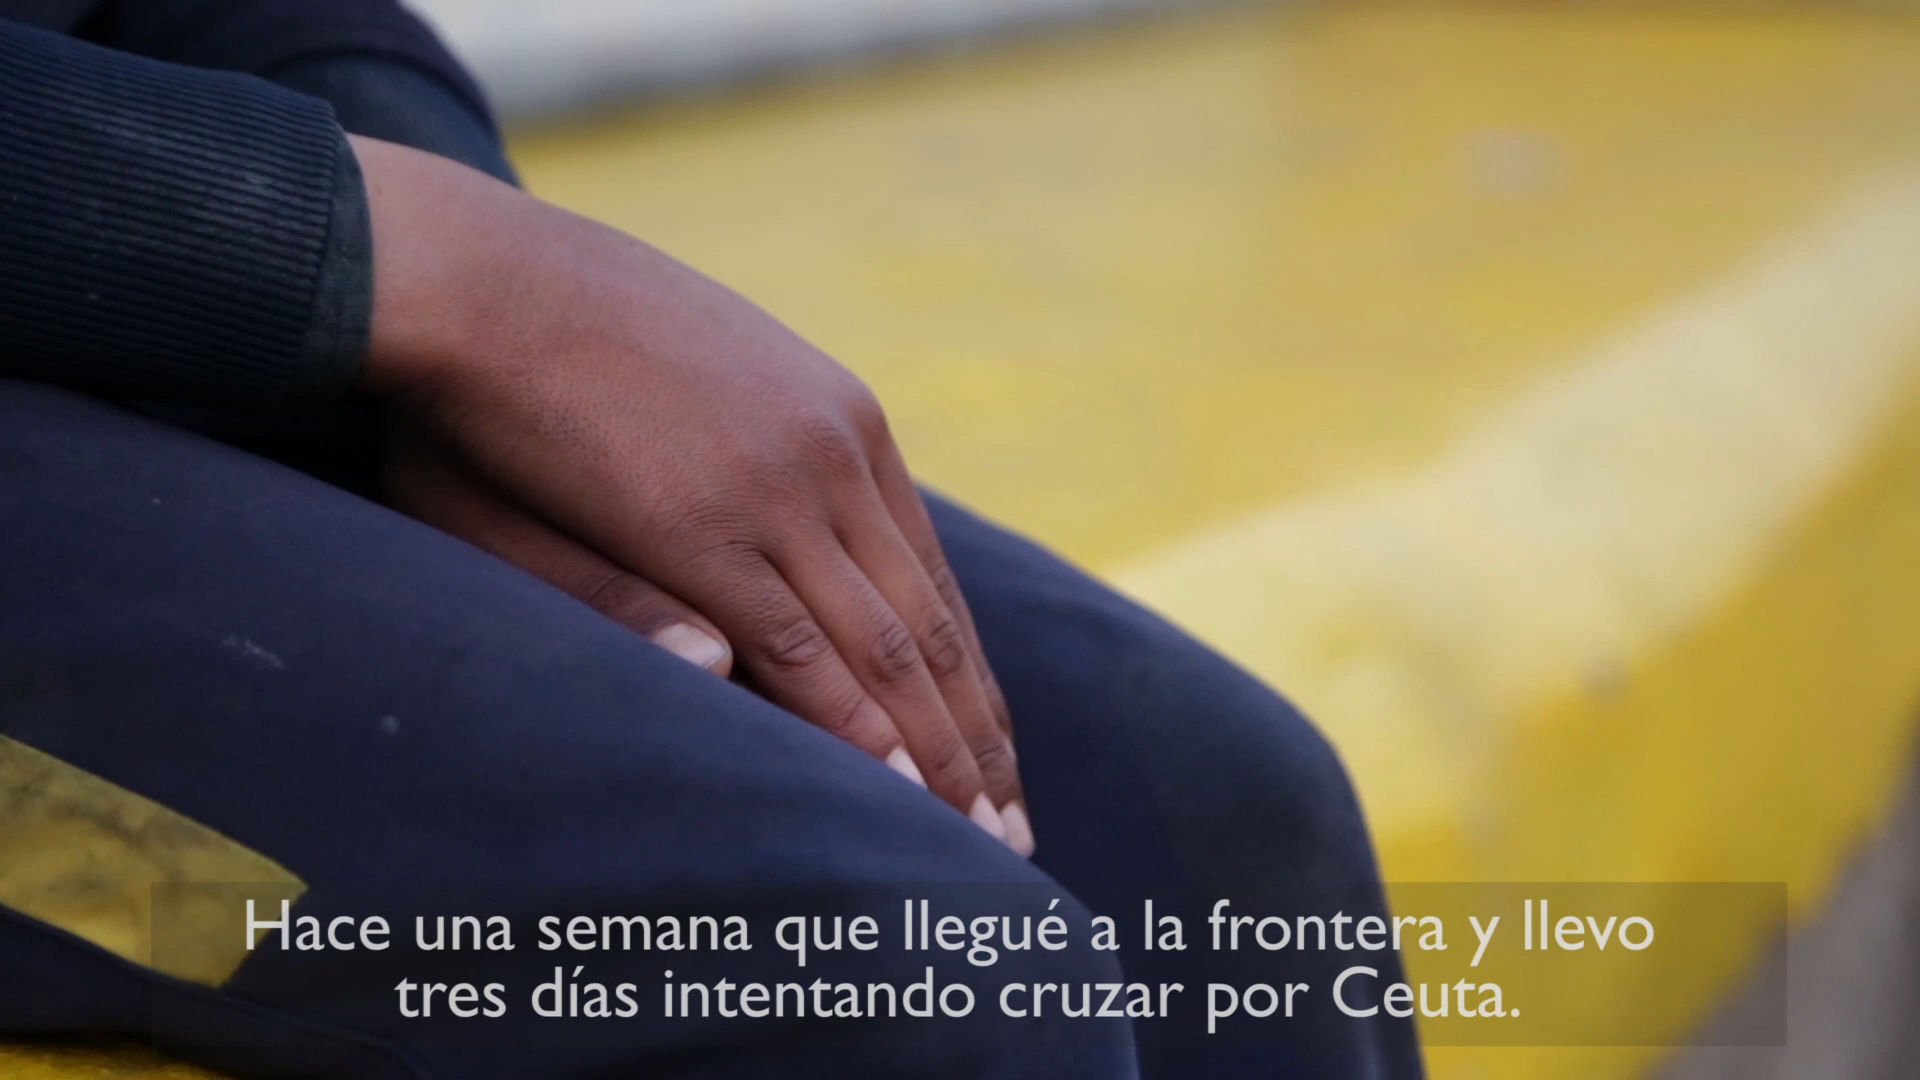 Hace una semana que llegué a la frontera y llevo
tres días intentando cruzar por Ceuta.